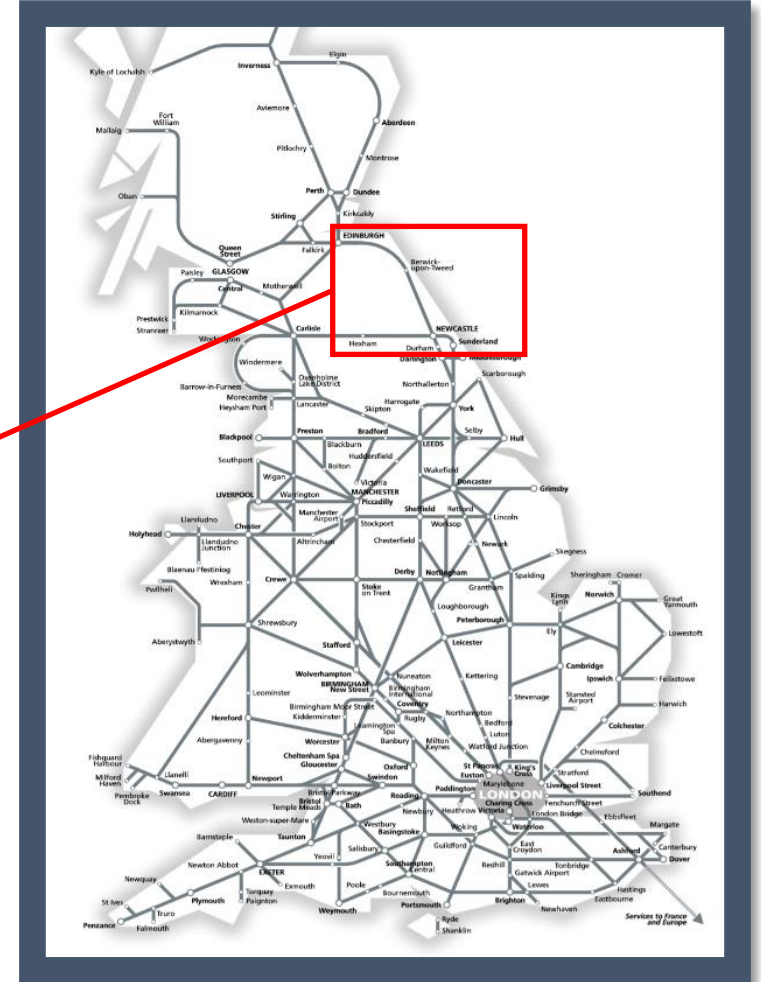 Elgin
Inverness
Kyle of Lochalsh
Aviemore
Fort
William
Aberdeen
Mallaig
Pitlochry
Montrose
Perth
Dundee
Oban
Kirkcaldy
Stirling
EDINBURGH
Falkirk
Queen
Street
Berwick-
upon-Tweed
Paisley
GLASGOW
Central
Motherwell
Kilmarnock
Prestwick
Stranraer
Carlisle
NEWCASTLE
Workington
Hexham
Sunderland
Durham
Darlington
Middlesbrough
Windermere
Oxenholme
Lake District
Northallerton
Scarborough
Barrow-in-Furness
Morecambe
Heysham Port
Lancaster
Harrogate
Skipton
York
Blackpool
Preston
Bradford
Selby
Blackburn
LEEDS
Hull
Huddersfield
Southport
Bolton
Wakefield
Wigan
Victoria
MANCHESTER
Piccadilly
Doncaster
LIVERPOOL
Warrington
Grimsby
Manchester
Airport
Sheffield
Retford
Llandudno
Stockport
Worksop
Lincoln
Holyhead
Chester
Llandudno
Junction
Altrincham
Chesterfield
Newark
Skegness
Blaenau Ffestiniog
Derby
Nottingham
Pwllheli
Wrexham
Crewe
Stoke
on Trent
Grantham
Spalding
Sheringham
Cromer
Kings
Lynn
Norwich
Great
Yarmouth
Loughborough
Shrewsbury
Peterborough
Ely
Lowestoft
Aberystwyth
Stafford
Leicester
Cambridge
Wolverhampton
BIRMINGHAM
New Street
Nuneaton
Birmingham
International
Kettering
Ipswich
Felixstowe
Leominster
Birmingham Moor Street
Coventry
Stevenage
Stansted
Airport
Harwich
Hereford
Kidderminster
Rugby
Northampton
Leamington
Spa
Bedford
Colchester
Abergavenny
Worcester
Banbury
Milton
Keynes
Luton
Watford Junction
Chelmsford
Fishguard
Harbour
Cheltenham Spa
Gloucester
Oxford
St Pancras
Euston
King's
Cross
Stratford
Milford
Haven
Llanelli
Newport
Swindon
Marylebone
Liverpool Street
Pembroke
Dock
Swansea
CARDIFF
Bristol Parkway
Bristol
Temple Meads
Bath
Reading
Paddington
LONDON
Southend
Newbury
Heathrow
Victoria
Charing Cross
Fenchurch Street
London Bridge
Ebbsfleet
Weston-super-Mare
Westbury
Basingstoke
Woking
Waterloo
Margate
Barnstaple
Taunton
Salisbury
Guildford
East
Croydon
Canterbury
Ashford
Dover
Newton Abbot
Yeovil
Southampton
Central
Redhill
Tonbridge
Gatwick Airport
Newquay
EXETER
Exmouth
Poole
Bournemouth
Lewes
Hastings
Eastbourne
St Ives
Plymouth
Torquay
Paignton
Weymouth
Portsmouth
Brighton
Newhaven
Truro
Falmouth
Penzance
Ryde
Shanklin
Services to France
and Europe